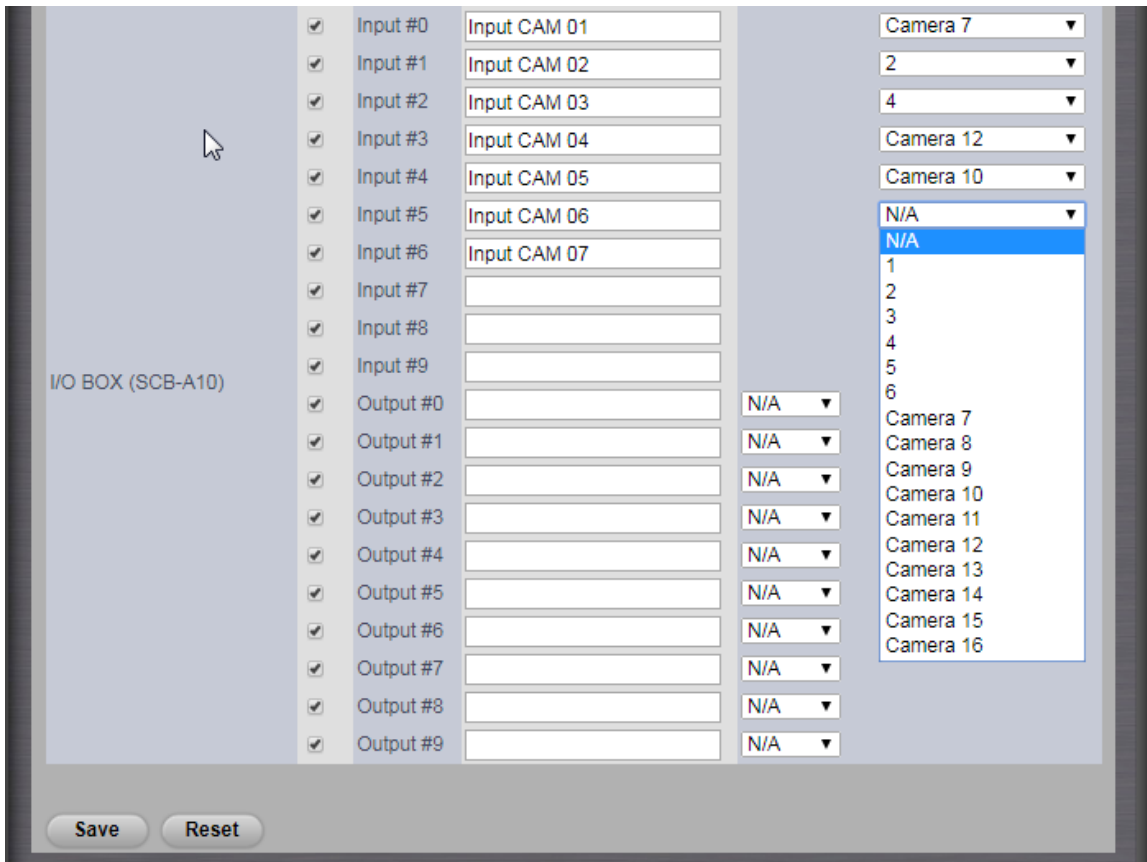 Input #0 Input CAM 01 Camera 7
Input #1 Input CAM 02 2
Input #2 Input CAM 03 4
Input #3 Input CAM 04 Camera 12
Input #4 Input CAM 05 Camera 10
Input #5 Input CAM 06 N/A
Input #6 Input CAM 07 N/A
Input #7 1
2
Input #8 3
4
I/O BOX (SCB-A10) Input #9 5
6
Output #0 N/A Camera 7
Output #1 N/A Camera 8
Camera 9
Output #2 N/A Camera 10
Output #3 N/A Camera 11
Output #4 N/A Camera 12
Camera 13
Output #5 N/A Camera 14
Output #6 N/A Camera 15
Camera 16
Output #7 N/A
Output #8 N/A
Output #9 N/A
Save Reset